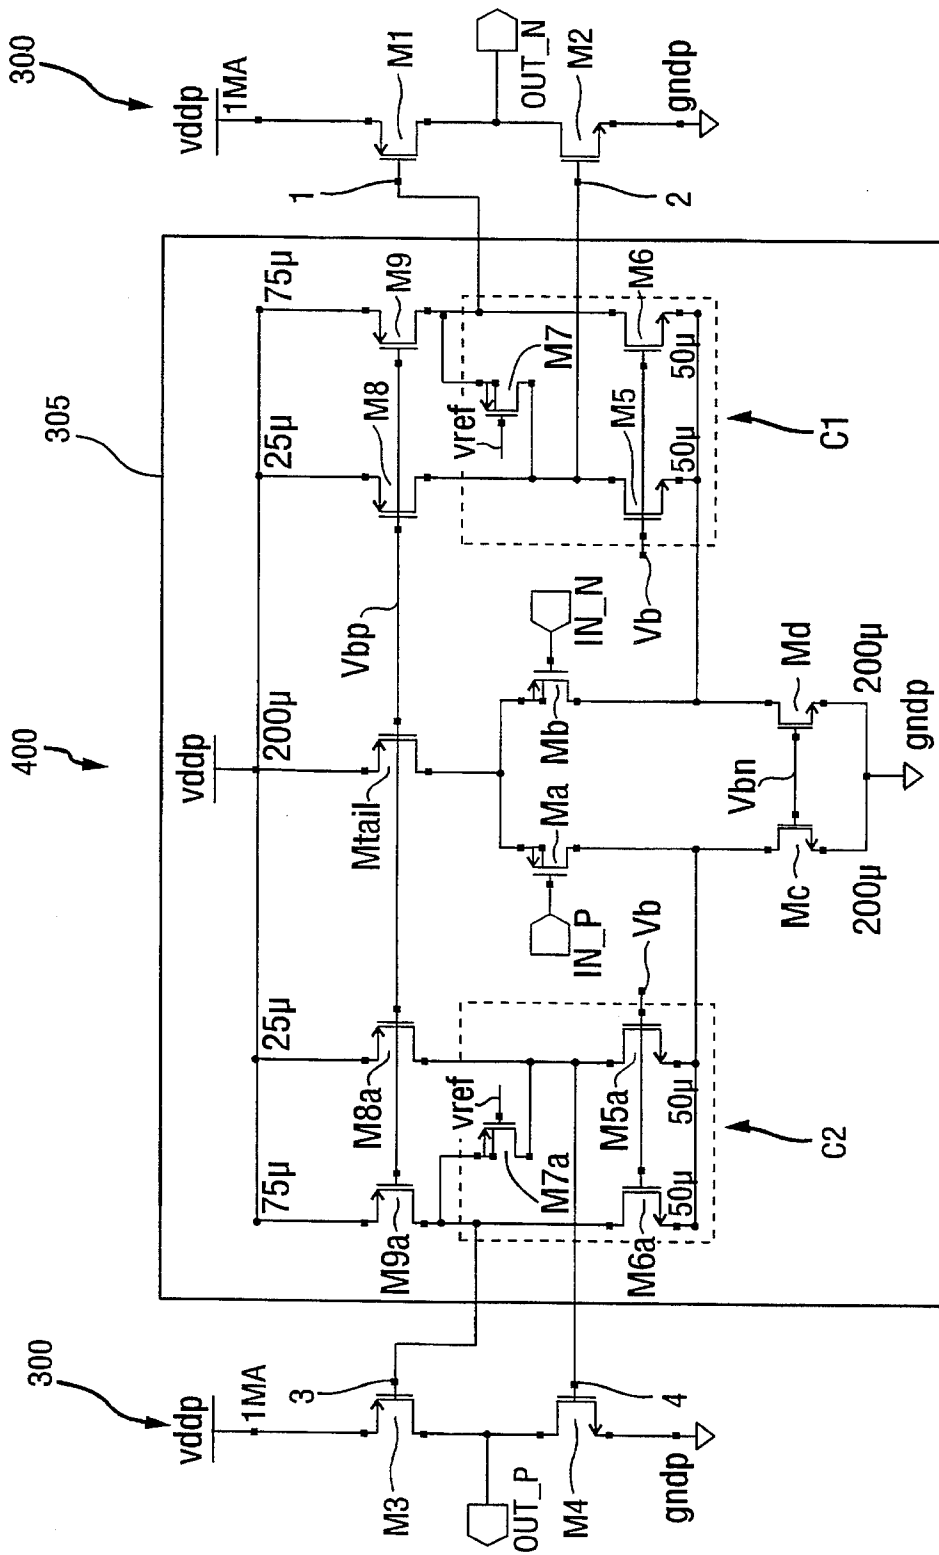 400
300
300
305
vddp
vddp
vddp
1MA
75µ
25µ
200µ
25µ
75µ
1MA
M3
3
M9a
M8a
Mtail
Vbp
M8
M9
1
M1
OUT_P
vref
M7a
vref
M7
OUT_N
IN_P
Ma
Mb
IN_N
M4
4
M6a
M5a
Vb
Vb
M5
M6
2
M2
50µ
50µ
50µ
50µ
gndp
C2
Mc
Vbn
Md
C1
gndp
200µ
200µ
gndp